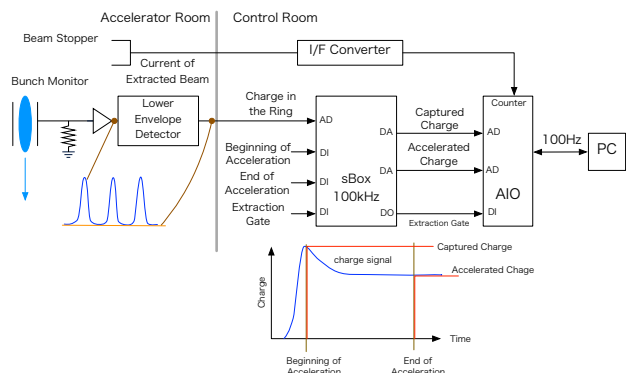 Accelerator Room
Control Room
Beam Stopper
I/F Converter
Current of
Extracted Beam
Bunch Monitor
Lower
Envelope
Detector
Charge in
the Ring
Beginning of
Acceleration
End of
Acceleration
Extraction
Gate
AD
DI
DI
DI
sBox
100kHz
DA
DA
DO
Captured
Charge
Accelerated
Charge
Extraction Gate
Counter
AD
AD
DI
AIO
100Hz
PC
Captured Charge
charge signal
Accelerated Chage
Charge
Time
Beginning of
Acceleration
End of
Acceleration